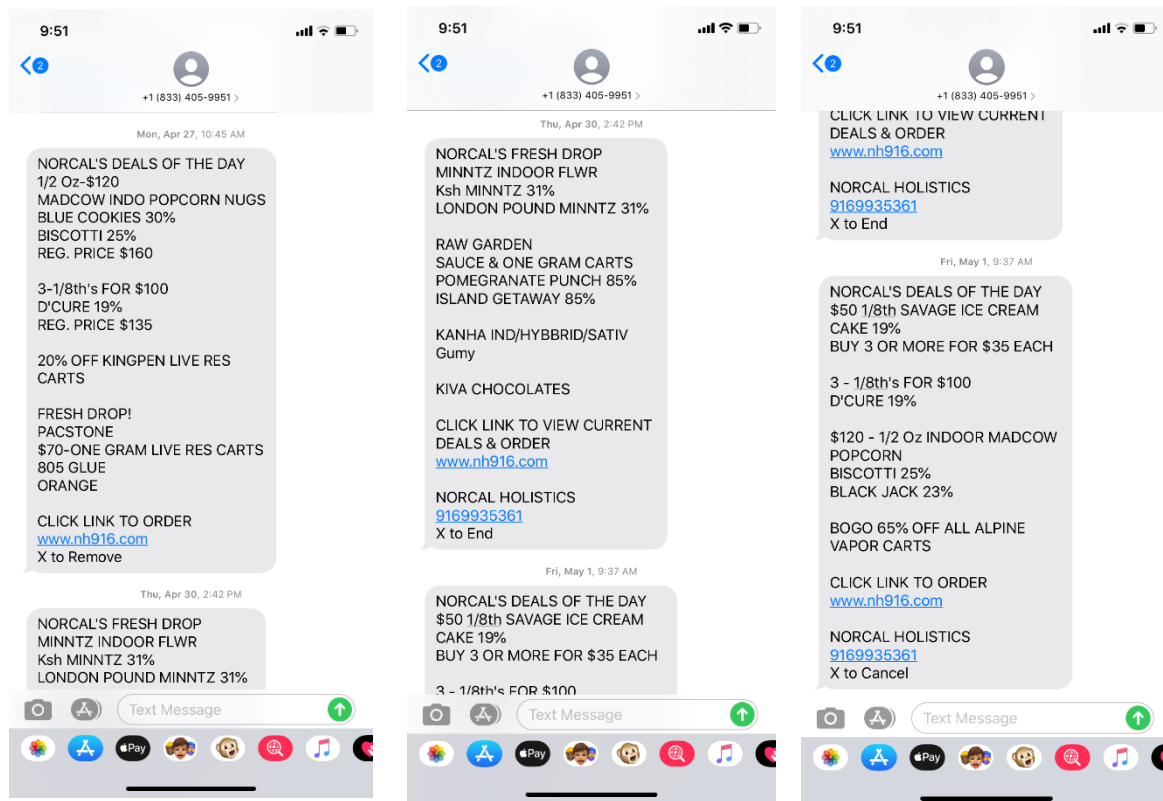 9:51
2
+1 (833) 405-9951 >
Mon, Apr 27, 10:45 AM
NORCAL'S DEALS OF THE DAY
1/2 Oz-$120
MADCOW INDO POPCORN NUGS
BLUE COOKIES 30%
BISCOTTI 25%
REG. PRICE $160
3-1/8th's FOR $100
D'CURE 19%
REG. PRICE $135
20% OFF KINGPEN LIVE RES
CARTS
FRESH DROP!
PACSTONE
$70-ONE GRAM LIVE RES CARTS
805 GLUE
ORANGE
CLICK LINK TO ORDER
www.nh916.com
X to Remove
Thu, Apr 30, 2:42 PM
NORCAL'S FRESH DROP
MINNTZ INDOOR FLWR
Ksh MINNTZ 31%
LONDON POUND MINNTZ 31%
Text Message
Pay
9:51
2
+1 (833) 405-9951 >
Thu, Apr 30, 2:42 PM
NORCAL'S FRESH DROP
MINNTZ INDOOR FLWR
Ksh MINNTZ 31%
LONDON POUND MINNTZ 31%
RAW GARDEN
SAUCE & ONE GRAM CARTS
POMEGRANATE PUNCH 85%
ISLAND GETAWAY 85%
KANHA IND/HYBBRID/SATIV
Gumy
KIVA CHOCOLATES
CLICK LINK TO VIEW CURRENT
DEALS & ORDER
www.nh916.com
NORCAL HOLISTICS
9169935361
X to End
Fri, May 1, 9:37 AM
NORCAL'S DEALS OF THE DAY
$50 1/8th SAVAGE ICE CREAM
CAKE 19%
BUY 3 OR MORE FOR $35 EACH
3 - 1/8th's FOR $100
Text Message
Pay
9:51
2
+1 (833) 405-9951 >
CLICK LINK TO VIEW CURRENT
DEALS & ORDER
www.nh916.com
NORCAL HOLISTICS
9169935361
X to End
Fri, May 1, 9:37 AM
NORCAL'S DEALS OF THE DAY
$50 1/8th SAVAGE ICE CREAM
CAKE 19%
BUY 3 OR MORE FOR $35 EACH
3 - 1/8th's FOR $100
D'CURE 19%
$120 - 1/2 Oz INDOOR MADCOW
POPCORN
BISCOTTI 25%
BLACK JACK 23%
BOGO 65% OFF ALL ALPINE
VAPOR CARTS
CLICK LINK TO ORDER
www.nh916.com
NORCAL HOLISTICS
9169935361
X to Cancel
Text Message
Pay